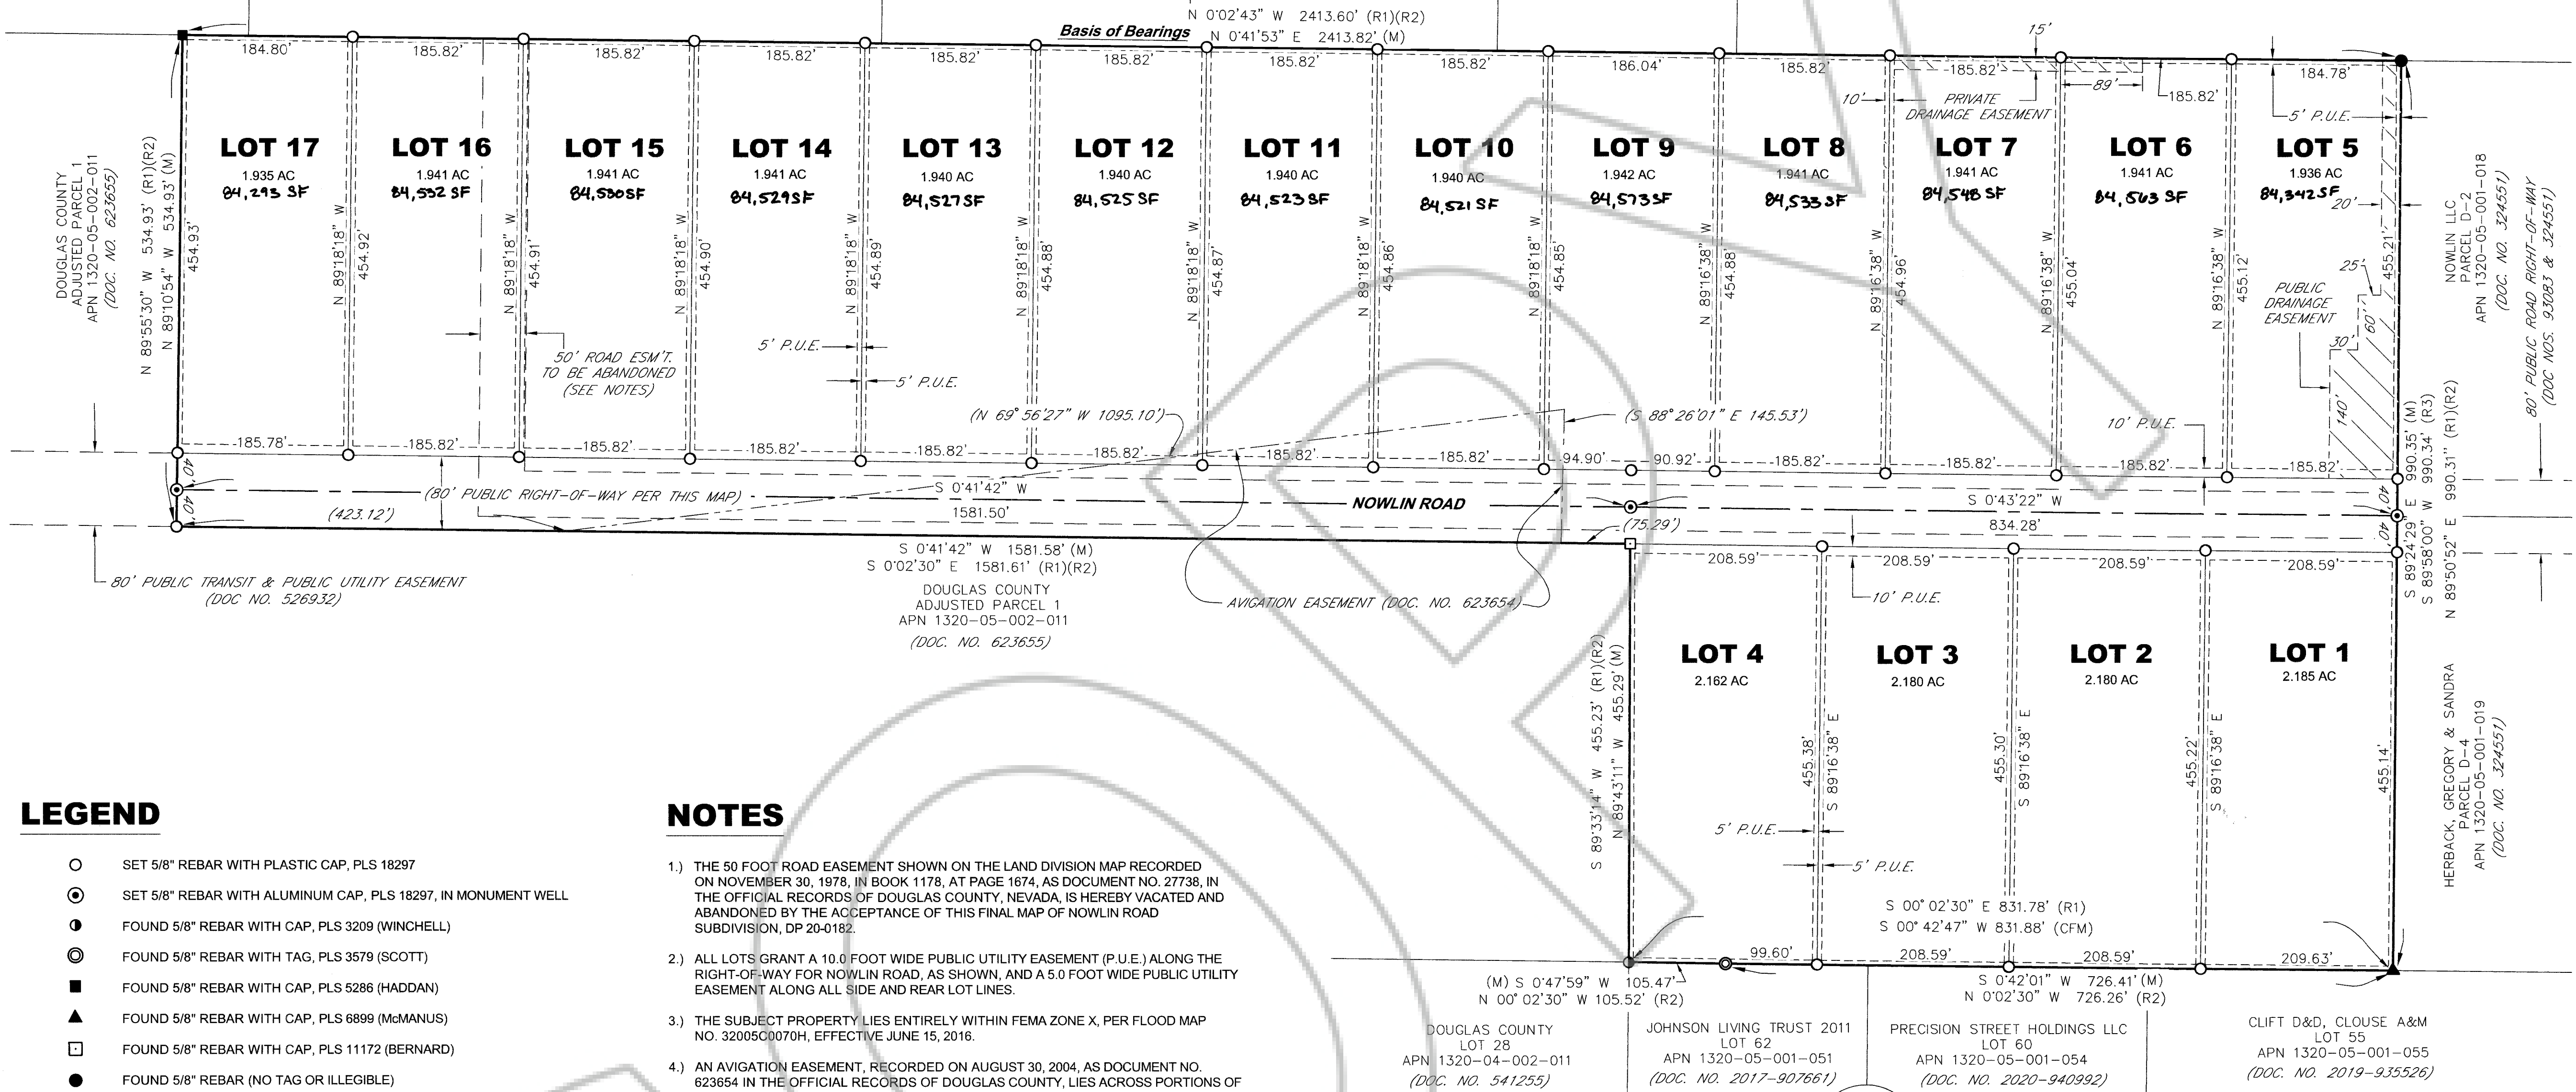 N 0°02'43" W 2413.60' (R1)(R2)
Basis of Bearings N 0°41'53" E 2413.82' (M)
184.80' 185.82' 185.82' 185.82' 185.82' 185.82' 185.82' 185.82' 186.04' 185.82' 185.82' 185.82' 184.78'
15'
89'
10'
PRIVATE
DRAINAGE EASEMENT
5' P.U.E.
LOT 17
1.935 AC
84,293 SF
LOT 16
1.941 AC
84,532 SF
LOT 15
1.941 AC
84,530 SF
LOT 14
1.941 AC
84,529 SF
LOT 13
1.940 AC
84,527 SF
LOT 12
1.940 AC
84,525 SF
LOT 11
1.940 AC
84,523 SF
LOT 10
1.940 AC
84,521 SF
LOT 9
1.942 AC
84,573 SF
LOT 8
1.941 AC
84,533 SF
LOT 7
1.941 AC
84,548 SF
LOT 6
1.941 AC
84,563 SF
LOT 5
1.936 AC
84,342 SF
DOUGLAS COUNTY
ADJUSTED PARCEL 1
APN 1320-05-002-011
(DOC. NO. 623655)
N 89°55'30" W 534.93' (R1)(R2)
N 89°10'54" W 534.93' (M)
454.93'
N 89°18'18" W
454.92'
N 89°18'18" W
454.91'
N 89°18'18" W
454.90'
N 89°18'18" W
454.89'
N 89°18'18" W
454.88'
N 89°18'18" W
454.87'
N 89°18'18" W
454.86'
N 89°18'18" W
454.85'
N 89°16'38" W
454.88'
N 89°16'38" W
454.96'
N 89°16'38" W
455.04'
N 89°16'38" W
455.12'
455.21'
20'
25'
60'
30'
140'
PUBLIC
DRAINAGE
EASEMENT
NOWLIN LLC
PARCEL D-2
APN 1320-05-001-018
(DOC. NO. 324551)
80' PUBLIC ROAD RIGHT-OF-WAY
(DOC NOS. 93083 & 324551)
50' ROAD ESM'T.
TO BE ABANDONED
(SEE NOTES)
5' P.U.E.
5' P.U.E.
(N 69° 56'27" W 1095.10')
(S 88° 26'01" E 145.53')
10' P.U.E.
185.78' 185.82' 185.82' 185.82' 185.82' 185.82' 185.82' 185.82' 94.90' 90.92' 185.82' 185.82' 185.82' 185.82'
40'
40'
(80' PUBLIC RIGHT-OF-WAY PER THIS MAP)
S 0°41'42" W
NOWLIN ROAD
S 0°43'22" W
40'
40'
(423.12')
1581.50'
(75.29')
834.28'
S 89°24'29" E 990.35' (M)
S 89°58'00" W 990.34' (R3)
N 89°50'52" E 990.31" (R1)(R2)
S 0°41'42" W 1581.58' (M)
S 0°02'30" E 1581.61' (R1)(R2)
DOUGLAS COUNTY
ADJUSTED PARCEL 1
APN 1320-05-002-011
(DOC. NO. 623655)
80' PUBLIC TRANSIT & PUBLIC UTILITY EASEMENT
(DOC NO. 526932)
AVIGATION EASEMENT (DOC. NO. 623654)
208.59' 208.59' 208.59' 208.59'
10' P.U.E.
LOT 4
2.162 AC
LOT 3
2.180 AC
LOT 2
2.180 AC
LOT 1
2.185 AC
S 89°33'14" W 455.23' (R1)(R2)
N 89°43'11" W 455.29' (M)
455.38'
S 89°16'38" E
455.30'
S 89°16'38" E
455.22'
S 89°16'38" E
455.14'
HERBACK, GREGORY & SANDRA
PARCEL D-4
APN 1320-05-001-019
(DOC. NO. 324551)
5' P.U.E.
5' P.U.E.
S 00° 02'30" E 831.78' (R1)
S 00° 42'47" W 831.88' (CFM)
99.60' 208.59' 208.59' 209.63'
(M) S 0°47'59" W 105.47'
N 00° 02'30" W 105.52' (R2)
S 0°42'01" W 726.41' (M)
N 0°02'30" W 726.26' (R2)
DOUGLAS COUNTY
LOT 28
APN 1320-04-002-011
(DOC. NO. 541255)
JOHNSON LIVING TRUST 2011
LOT 62
APN 1320-05-001-051
(DOC. NO. 2017-907661)
PRECISION STREET HOLDINGS LLC
LOT 60
APN 1320-05-001-054
(DOC. NO. 2020-940992)
CLIFT D&D, CLOUSE A&M
LOT 55
APN 1320-05-001-055
(DOC. NO. 2019-935526)
LEGEND
SET 5/8" REBAR WITH PLASTIC CAP, PLS 18297
SET 5/8" REBAR WITH ALUMINUM CAP, PLS 18297, IN MONUMENT WELL
FOUND 5/8" REBAR WITH CAP, PLS 3209 (WINCHELL)
FOUND 5/8" REBAR WITH TAG, PLS 3579 (SCOTT)
FOUND 5/8" REBAR WITH CAP, PLS 5286 (HADDAN)
FOUND 5/8" REBAR WITH CAP, PLS 6899 (McMANUS)
FOUND 5/8" REBAR WITH CAP, PLS 11172 (BERNARD)
FOUND 5/8" REBAR (NO TAG OR ILLEGIBLE)
NOTES
1.) THE 50 FOOT ROAD EASEMENT SHOWN ON THE LAND DIVISION MAP RECORDED
ON NOVEMBER 30, 1978, IN BOOK 1178, AT PAGE 1674, AS DOCUMENT NO. 27738, IN
THE OFFICIAL RECORDS OF DOUGLAS COUNTY, NEVADA, IS HEREBY VACATED AND
ABANDONED BY THE ACCEPTANCE OF THIS FINAL MAP OF NOWLIN ROAD
SUBDIVISION, DP 20-0182.
2.) ALL LOTS GRANT A 10.0 FOOT WIDE PUBLIC UTILITY EASEMENT (P.U.E.) ALONG THE
RIGHT-OF-WAY FOR NOWLIN ROAD, AS SHOWN, AND A 5.0 FOOT WIDE PUBLIC UTILITY
EASEMENT ALONG ALL SIDE AND REAR LOT LINES.
3.) THE SUBJECT PROPERTY LIES ENTIRELY WITHIN FEMA ZONE X, PER FLOOD MAP
NO. 32005C0070H, EFFECTIVE JUNE 15, 2016.
4.) AN AVIGATION EASEMENT, RECORDED ON AUGUST 30, 2004, AS DOCUMENT NO.
623654 IN THE OFFICIAL RECORDS OF DOUGLAS COUNTY, LIES ACROSS PORTIONS OF